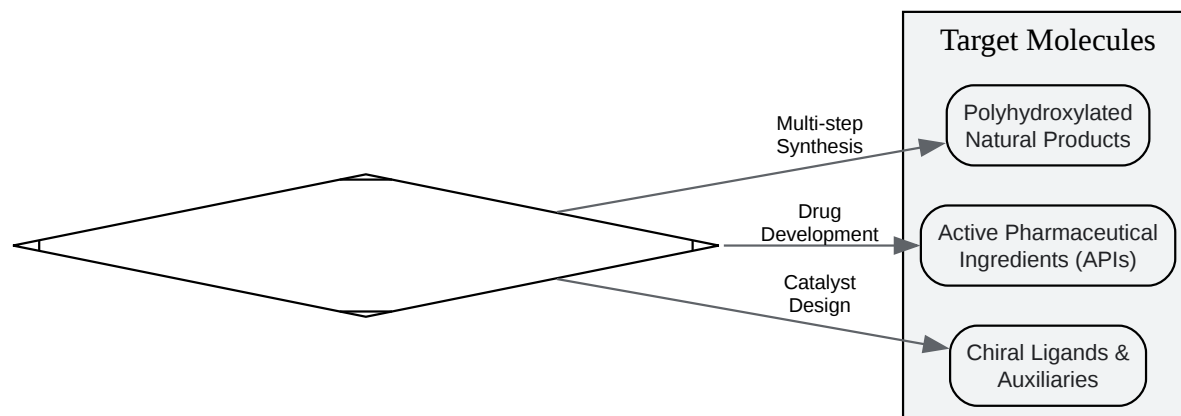 Target Molecules
Multi-step
Synthesis
Polyhydroxylated
Natural Products
Drug
Development
Active Pharmaceutical
Ingredients (APIs)
Catalyst
Design
Chiral Ligands &
Auxiliaries